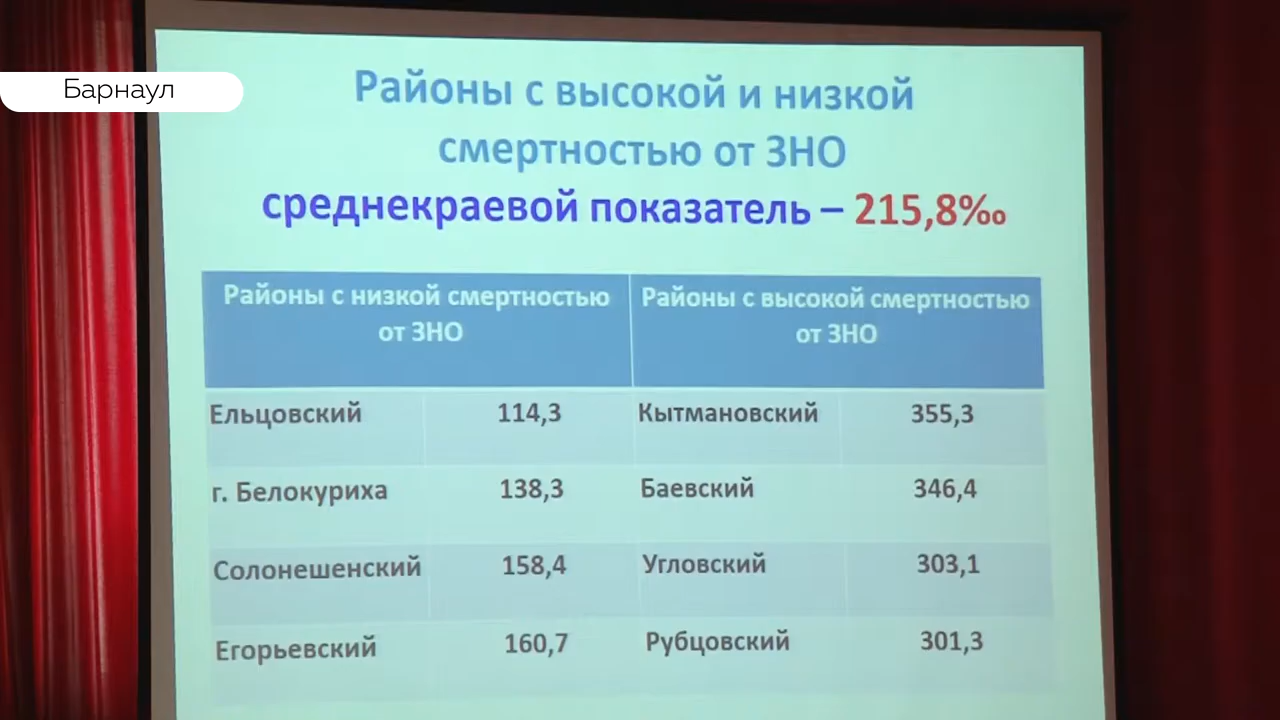 Барнаул
Районы с высокой и низкой
смертностью от ЗНО
среднекраевой показатель – 215,8‰
Районы с низкой смертностью
от ЗНО
Районы с высокой смертностью
от ЗНО
Ельцовский 114,3 Кытмановский 355,3
г. Белокуриха 138,3 Баевский 346,4
Солонешенский 158,4 Угловский 303,1
Егорьевский 160,7 Рубцовский 301,3